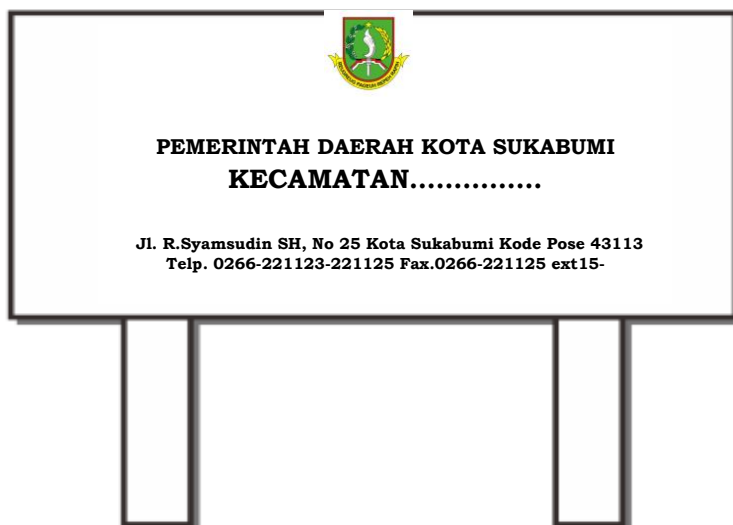 PEMERINTAH DAERAH KOTA SUKABUMI
KECAMATAN...............
Jl. R.Syamsudin SH, No 25 Kota Sukabumi Kode Pose 43113
Telp. 0266-221123-221125 Fax.0266-221125 ext15-